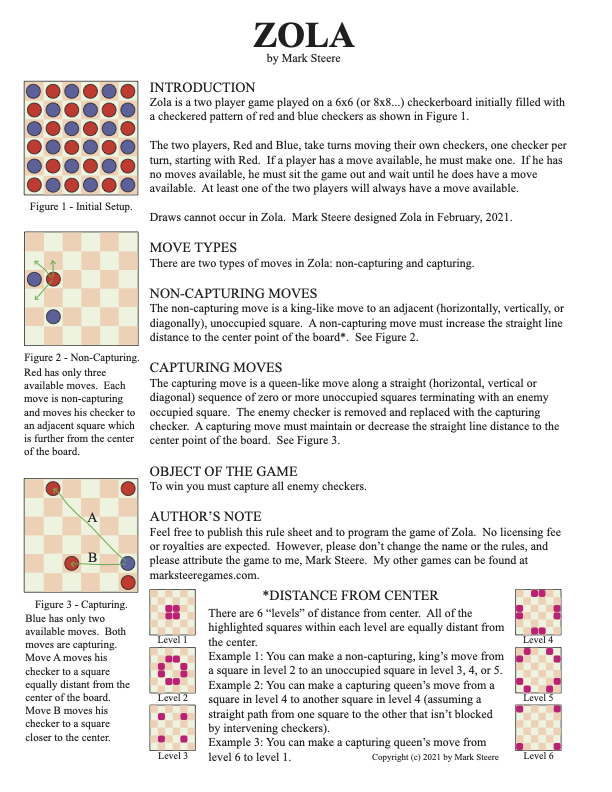 ZOLA
by Mark Steere
INTRODUCTION
Zola is a two player game played on a 6x6 (or 8x8...) checkerboard initially filled with
a checkered pattern of red and blue checkers as shown in Figure 1.
The two players, Red and Blue, take turns moving their own checkers, one checker per
turn, starting with Red.  If a player has a move available, he must make one.  If he has
no moves available, he must sit the game out and wait until he does have a move
available.  At least one of the two players will always have a move available.
Draws cannot occur in Zola.  Mark Steere designed Zola in February, 2021.
Figure 1 - Initial Setup.
MOVE TYPES
There are two types of moves in Zola: non-capturing and capturing.
NON-CAPTURING MOVES
The non-capturing move is a king-like move to an adjacent (horizontally, vertically, or
diagonally), unoccupied square.  A non-capturing move must increase the straight line
distance to the center point of the board*.  See Figure 2.
Figure 2 - Non-Capturing.
Red has only three
available moves.  Each
move is non-capturing
and moves his checker to
an adjacent square which
is further from the center
of the board.
CAPTURING MOVES
The capturing move is a queen-like move along a straight (horizontal, vertical or
diagonal) sequence of zero or more unoccupied squares terminating with an enemy
occupied square.  The enemy checker is removed and replaced with the capturing
checker.  A capturing move must maintain or decrease the straight line distance to the
center point of the board.  See Figure 3.
OBJECT OF THE GAME
To win you must capture all enemy checkers.
A
B
Figure 3 - Capturing.
Blue has only two
available moves.  Both
moves are capturing.
Move A moves his
checker to a square
equally distant from the
center of the board.
Move B moves his
checker to a square
closer to the center.
AUTHOR'S NOTE
Feel free to publish this rule sheet and to program the game of Zola.  No licensing fee
or royalties are expected.  However, please don't change the name or the rules, and
please attribute the game to me, Mark Steere.  My other games can be found at
marksteeregames.com.
*DISTANCE FROM CENTER
There are 6 "levels" of distance from center.  All of the
highlighted squares within each level are equally distant from
the center.
Example 1: You can make a non-capturing, king's move from
a square in level 2 to an unoccupied square in level 3, 4, or 5.
Example 2: You can make a capturing queen's move from a
square in level 4 to another square in level 4 (assuming a
straight path from one square to the other that isn't blocked
by intervening checkers).
Example 3: You can make a capturing queen's move from
level 6 to level 1.
Level 1
Level 2
Level 3
Level 4
Level 5
Level 6
Copyright (c) 2021 by Mark Steere